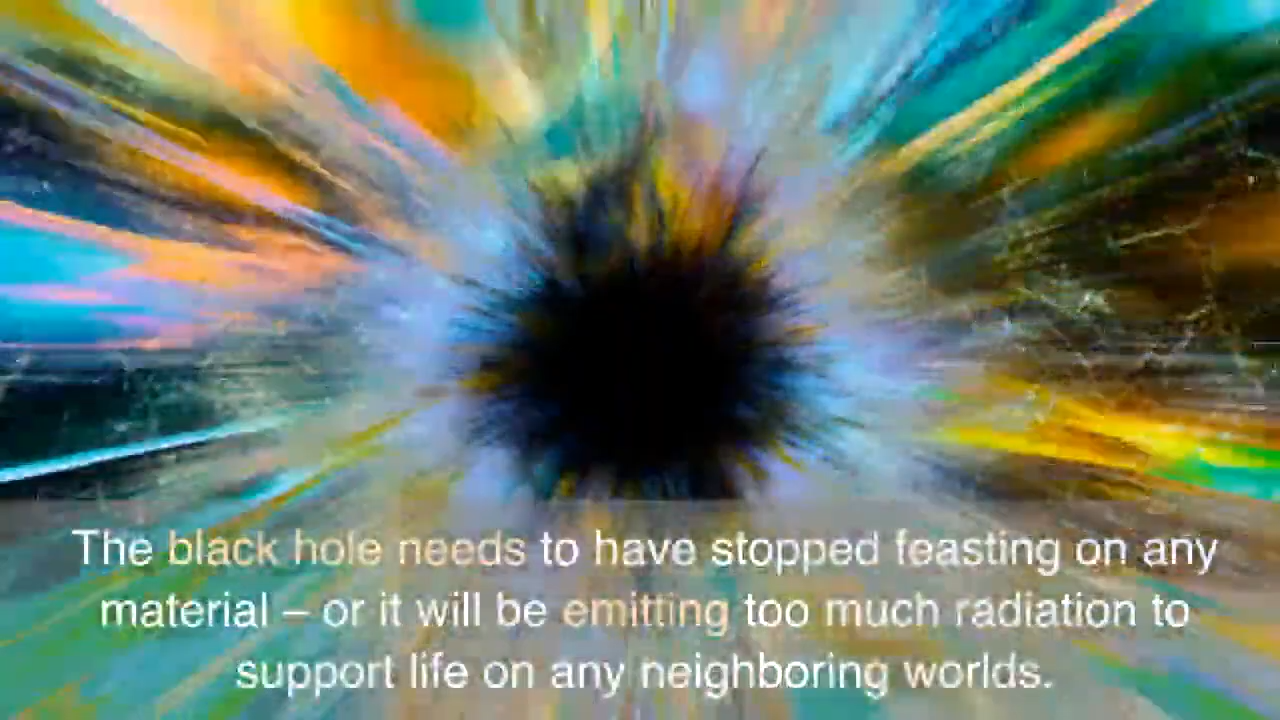 The black hole needs to have stopped feasting on any
material – or it will be emitting too much radiation to
support life on any neighboring worlds.